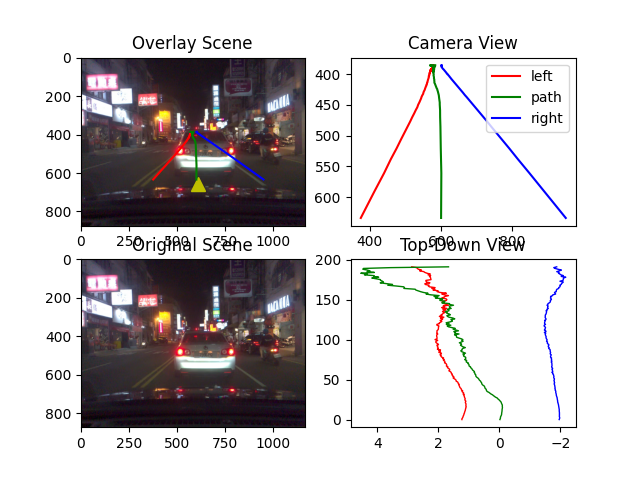 Overlay Scene
0
200
400
600
800
0 250 500 750 1000
Camera View
400
450
500
550
600
400 600 800
left
path
right
Original Scene
0
200
400
600
800
0 250 500 750 1000
Top-Down View
200
150
100
50
0
4 2 0 −2